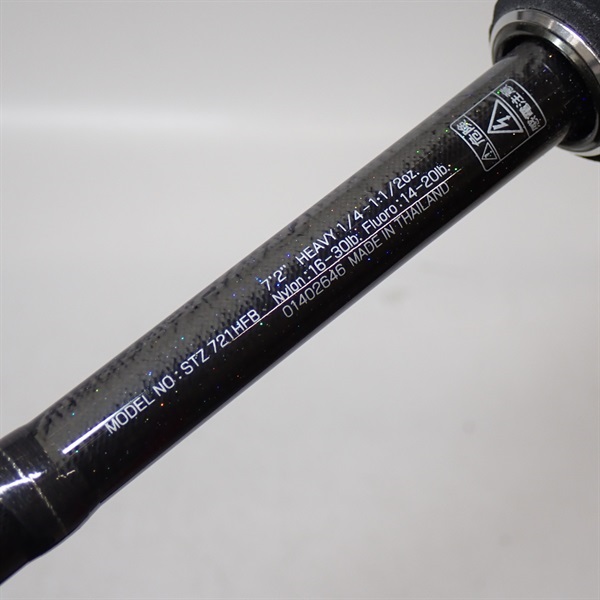 MODEL NO.: STZ 721HFB
7'2" HEAVY 1/4-1·1/2oz.
Nylon:16-30lb. Fluoro:14-20lb.
01402646 MADE IN THAILAND
危険
感電注意